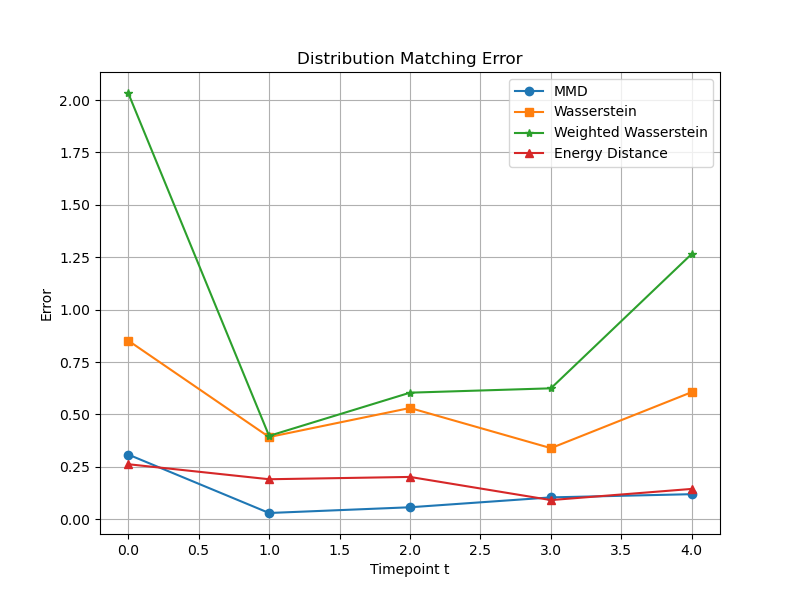 Distribution Matching Error
MMD
Wasserstein
Weighted Wasserstein
Energy Distance
Error
2.00
1.75
1.50
1.25
1.00
0.75
0.50
0.25
0.00
0.0 0.5 1.0 1.5 2.0 2.5 3.0 3.5 4.0
Timepoint t